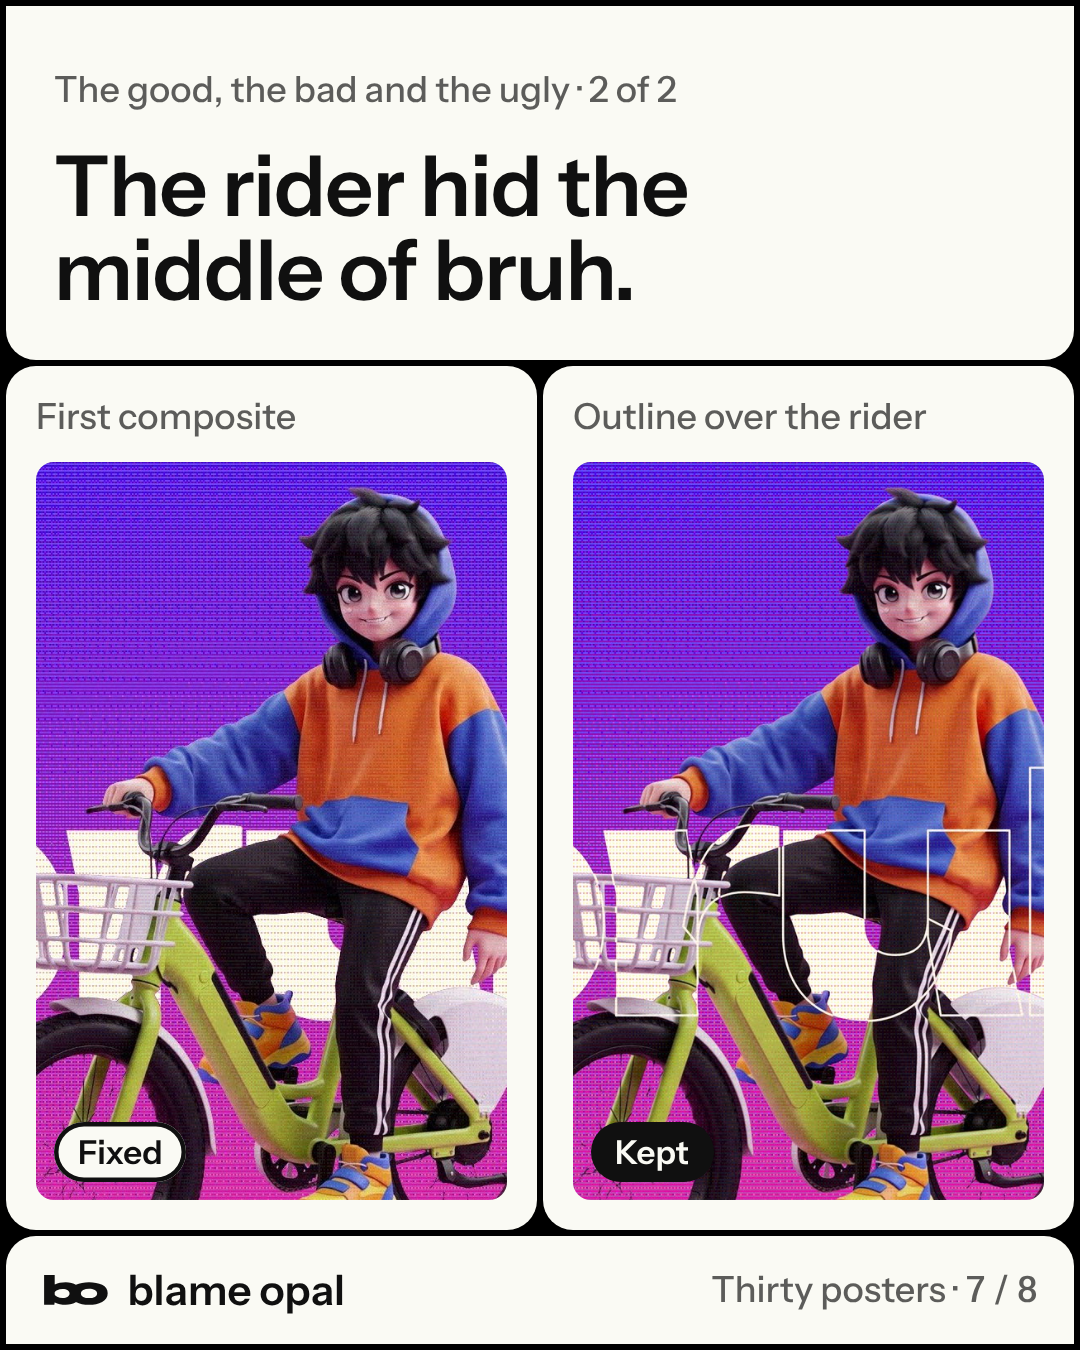 The good, the bad and the ugly · 2 of 2
The rider hid the
middle of bruh.
First composite
Outline over the rider
Fixed
Kept
bo blame opal
Thirty posters · 7 / 8